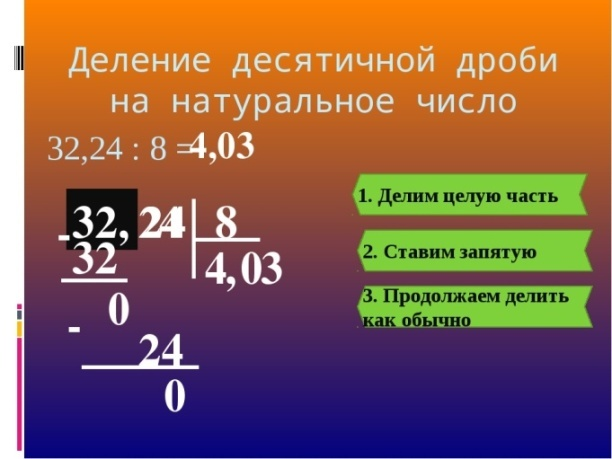 Деление десятичной дроби
на натуральное число
32,24 : 8 =4,03
1. Делим целую часть
2. Ставим запятую
3. Продолжаем делить
как обычно
-32, 24 8
32 4,03
0
-
24
0